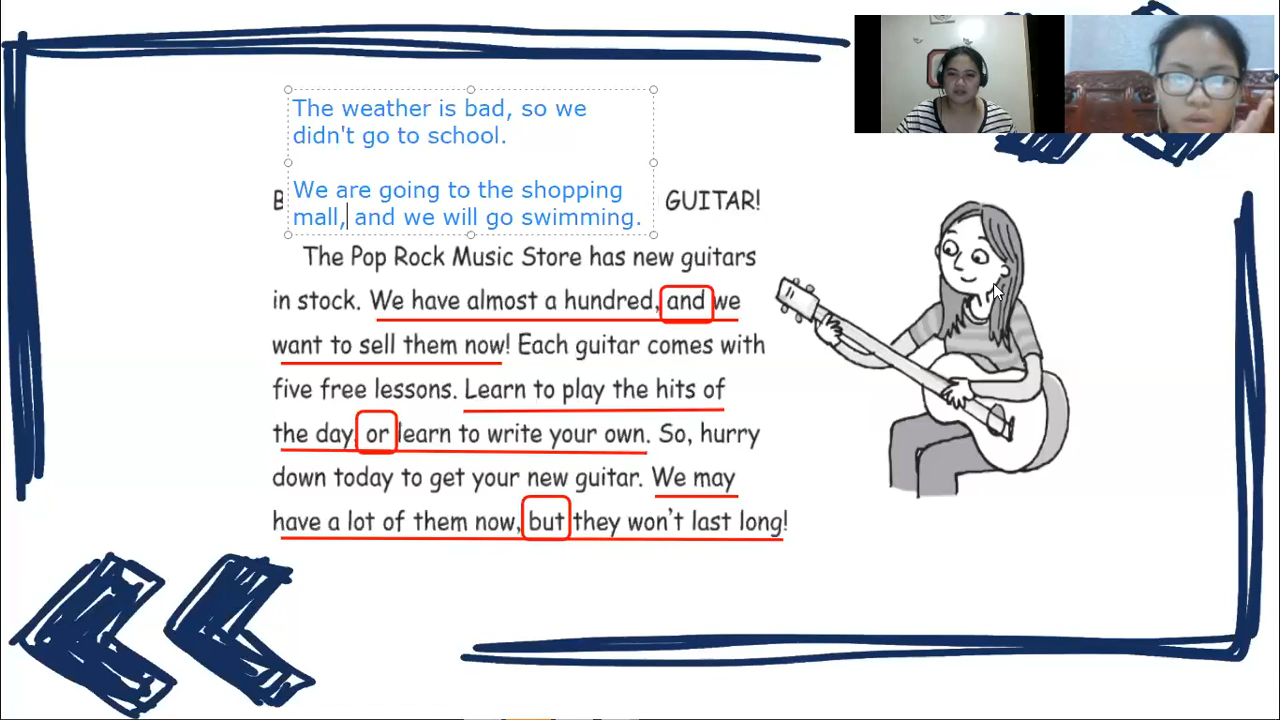 The weather is bad, so we
didn't go to school.
We are going to the shopping
mall, and we will go swimming.
GUITAR!
The Pop Rock Music Store has new guitars
in stock. We have almost a hundred, and we
want to sell them now! Each guitar comes with
five free lessons. Learn to play the hits of
the day, or learn to write your own. So, hurry
down today to get your new guitar. We may
have a lot of them now, but they won't last long!